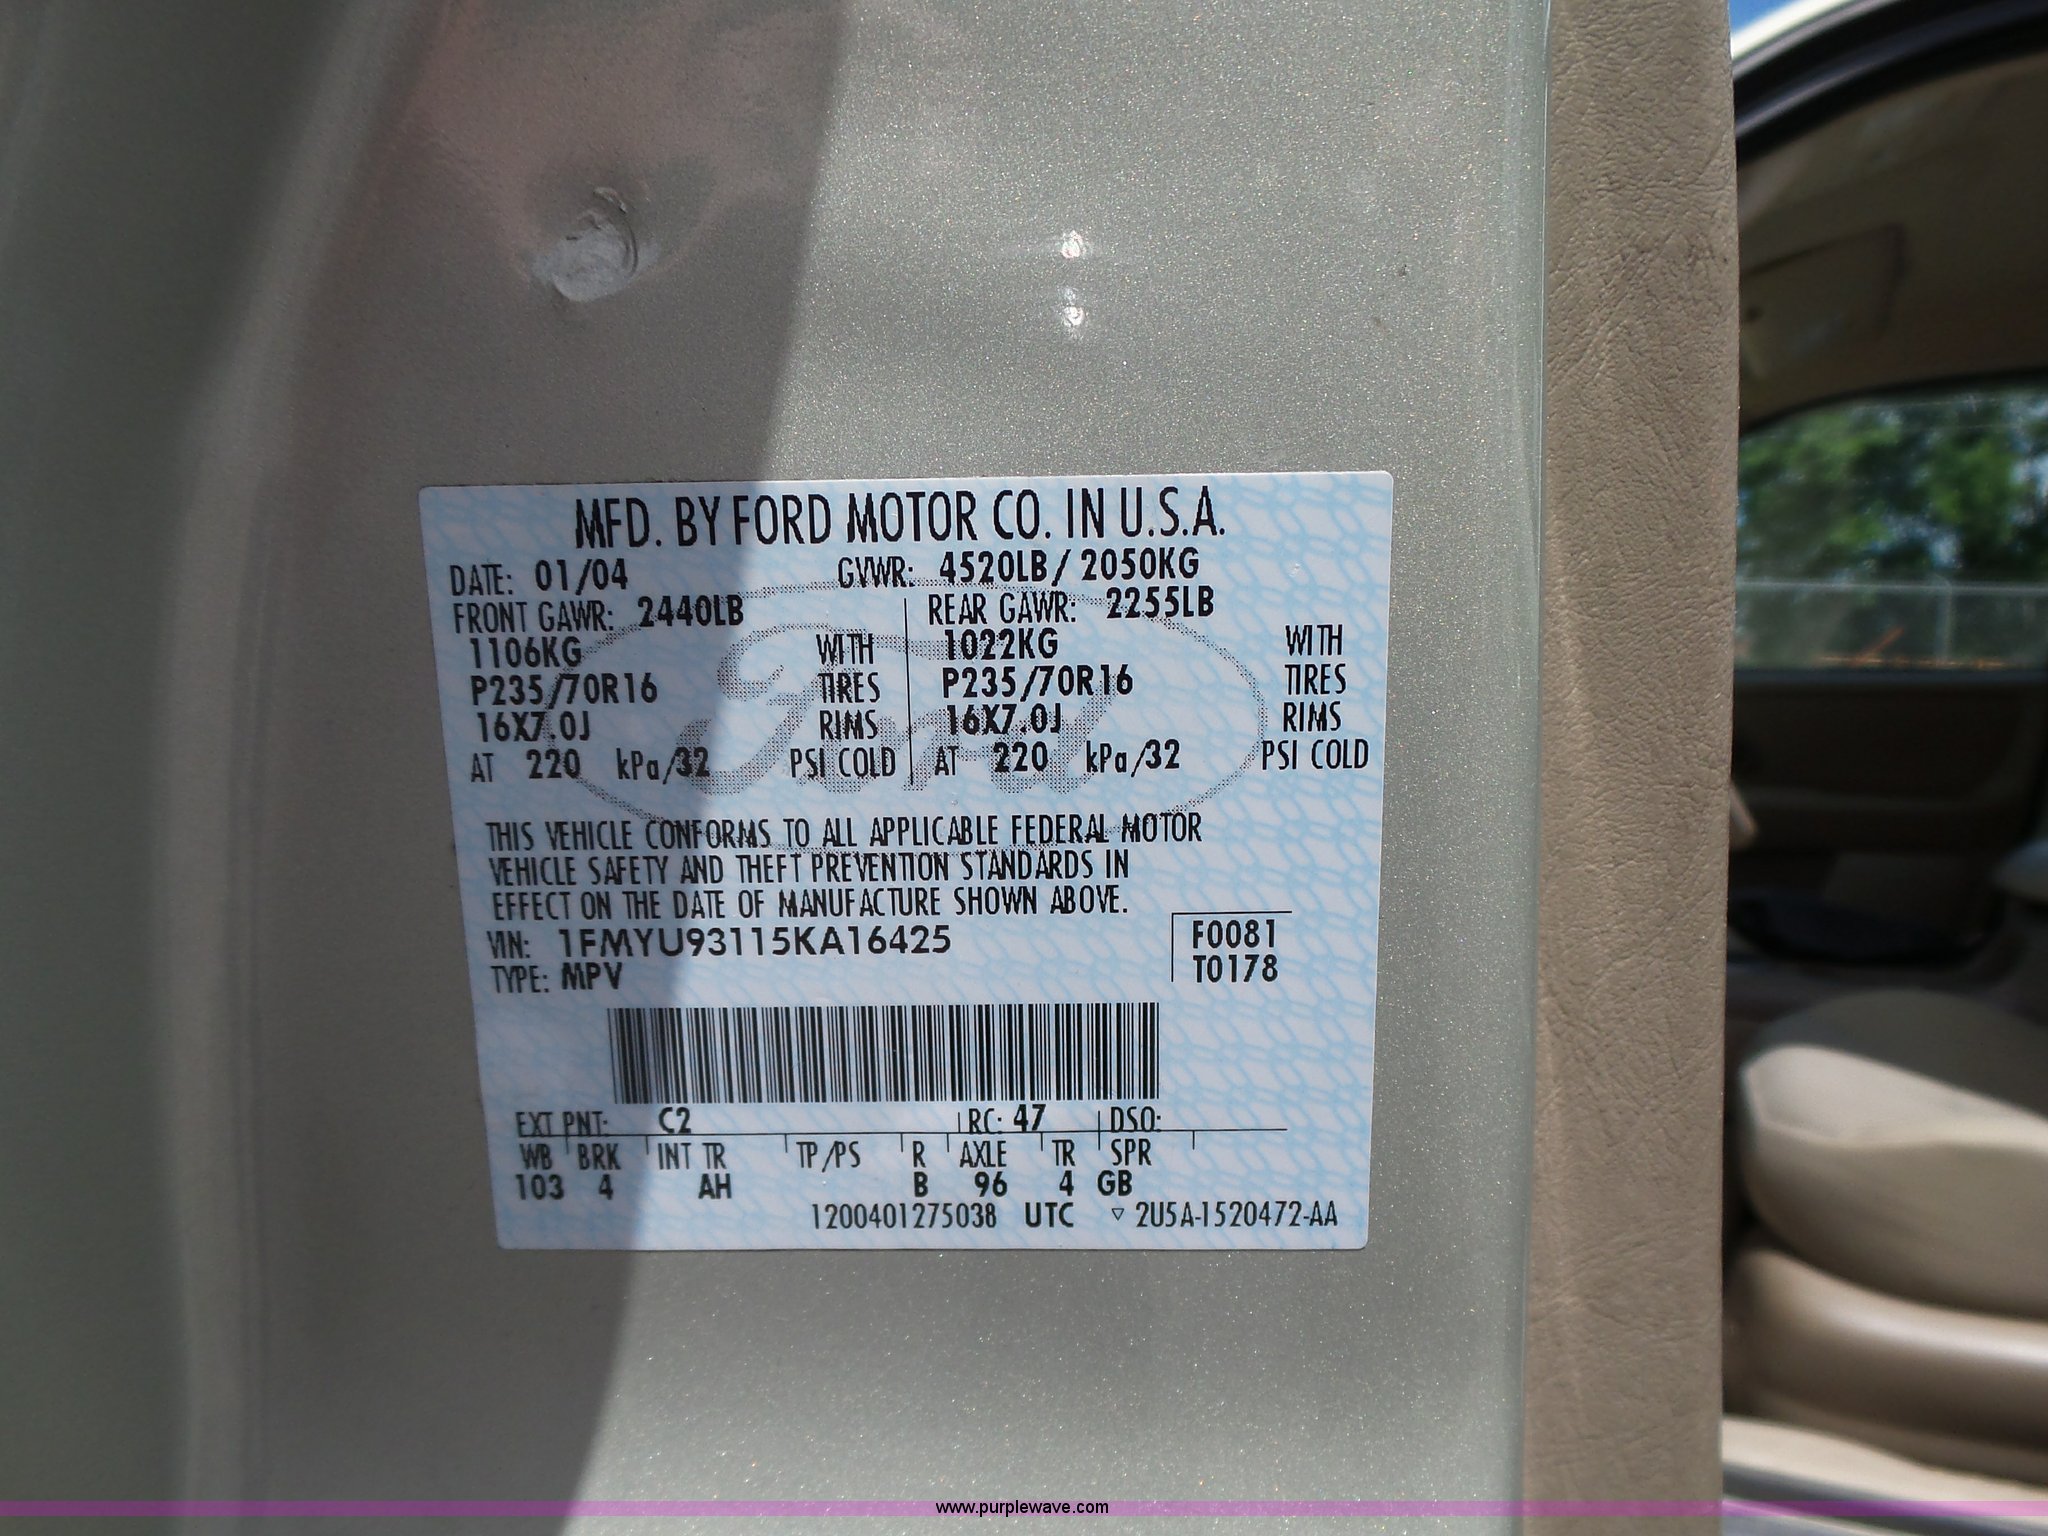 MFD. BY FORD MOTOR CO. IN U.S.A.
DATE: 01/04 GVWR: 4520LB/ 2050KG
FRONT GAWR: 2440LB REAR GAWR: 2255LB
1106KG WITH 1022KG WITH
P235/70R16 TIRES P235/70R16 TIRES
16X7.0J RIMS 16X7.0J RIMS
AT 220 kPa/32 PSI COLD AT 220 kPa/32 PSI COLD
Ford
THIS VEHICLE CONFORMS TO ALL APPLICABLE FEDERAL MOTOR
VEHICLE SAFETY AND THEFT PREVENTION STANDARDS IN
EFFECT ON THE DATE OF MANUFACTURE SHOWN ABOVE.
VIN: 1FMYU93115KA16425 F0081
TYPE: MPV T0178
EXT PNT: C2 RC: 47 DSO:
WB BRK INT TR TP/PS R AXLE TR SPR
103 4 AH B 96 4 GB
1200401275038 UTC ▽ 2U5A-1520472-AA
www.purplewave.com